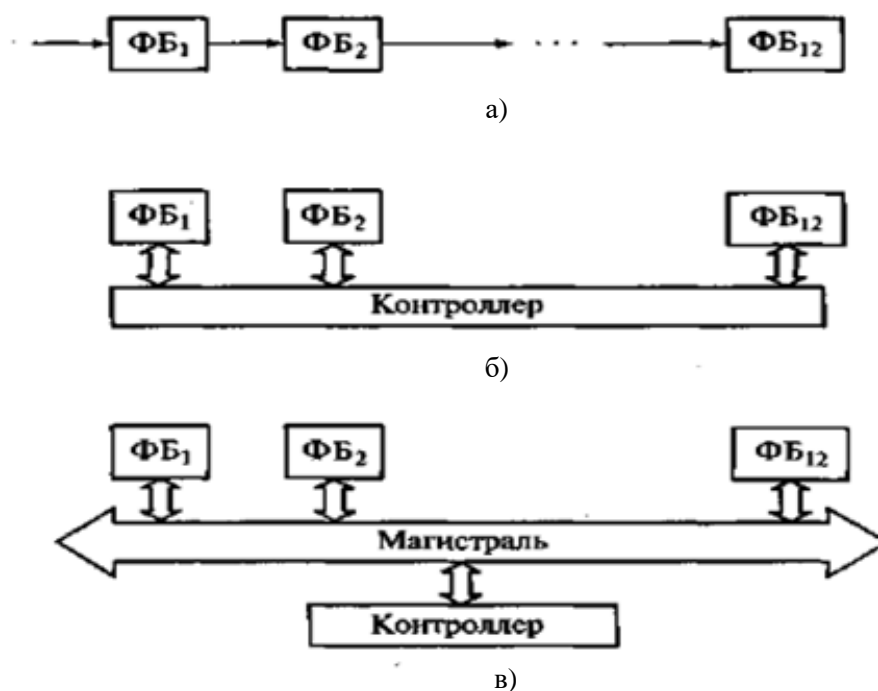 ФБ₁ ФБ₂ ... ФБ₁₂
а)
ФБ₁ ФБ₂ ФБ₁₂
Контроллер
б)
ФБ₁ ФБ₂ ФБ₁₂
Магистраль
Контроллер
в)